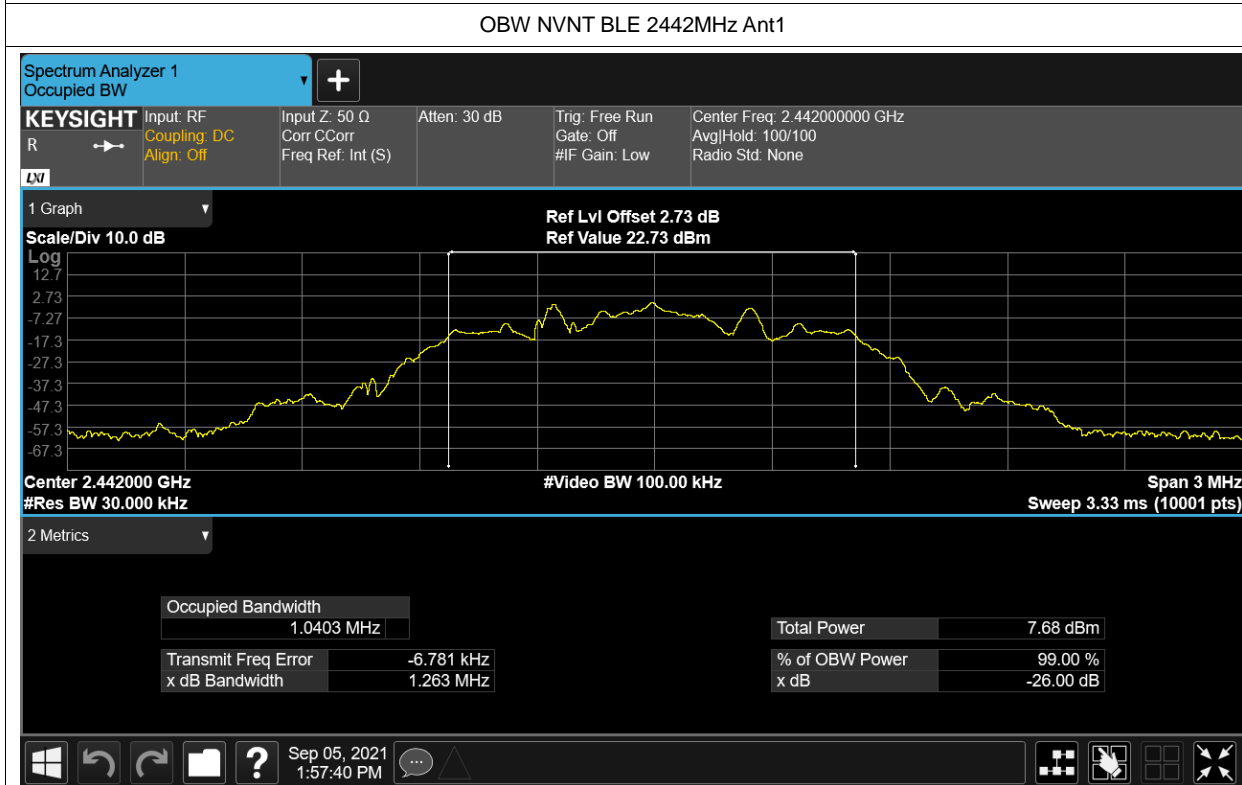 OBW NVNT BLE 2442MHz Ant1
Spectrum Analyzer 1
Occupied BW
KEYSIGHT
R
LXI
Input: RF
Coupling: DC
Align: Off
Input Z: 50 Ω
Corr CCorr
Freq Ref: Int (S)
Atten: 30 dB
Trig: Free Run
Gate: Off
#IF Gain: Low
Center Freq: 2.442000000 GHz
Avg|Hold: 100/100
Radio Std: None
1 Graph
Ref Lvl Offset 2.73 dB
Scale/Div 10.0 dB
Ref Value 22.73 dBm
Log
12.7
2.73
-7.27
-17.3
-27.3
-37.3
-47.3
-57.3
-67.3
Center 2.442000 GHz
#Video BW 100.00 kHz
Span 3 MHz
#Res BW 30.000 kHz
Sweep 3.33 ms (10001 pts)
2 Metrics
Occupied Bandwidth
1.0403 MHz
Total Power 7.68 dBm
Transmit Freq Error -6.781 kHz
% of OBW Power 99.00 %
x dB Bandwidth 1.263 MHz
x dB -26.00 dB
?
Sep 05, 2021
1:57:40 PM